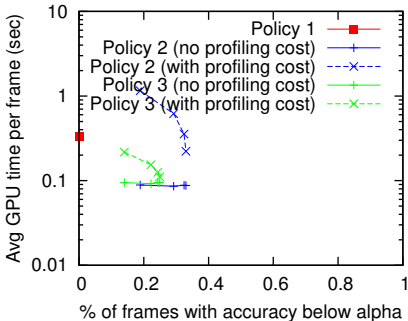 Policy 1
Policy 2 (no profiling cost)
Policy 2 (with profiling cost)
Policy 3 (no profiling cost)
Policy 3 (with profiling cost)
Avg GPU time per frame (sec)
10
1
0.1
0.01
0 0.2 0.4 0.6 0.8 1
% of frames with accuracy below alpha